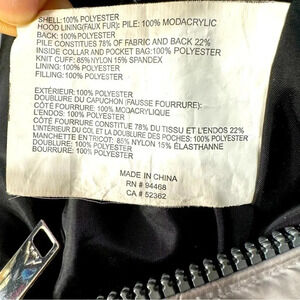 SHELL:100% POLYESTER
HOOD LINING(FAUX FUR): PILE: 100% MODACRYLIC
BACK: 100% POLYESTER
PILE CONSTITUTES 78% OF FABRIC AND BACK 22%
INSIDE COLLAR AND POCKET BAG:100% POLYESTER
KNIT CUFF: 85% NYLON 15% SPANDEX
LINING: 100% POLYESTER
FILLING: 100% POLYESTER
EXTÉRIEUR: 100% POLYESTER
DOUBLURE DU CAPUCHON (FAUSSE FOURRURE):
CÔTÉ FOURRURE: 100% MODACRYLIQUE
L'ENDOS: 100% POLYESTER
CÔTÉ FOURRURE CONSTITUTE 78% DU TISSU ET L'ENDOS 22%
L'INTÉRIEUR DU COL ET LA DOUBLURE DES POCHES: 100% POLYESTER
MANCHETTE EN TRICOT: 85% NYLON 15% ÉLASTHANNE
DOUBLURE: 100% POLYESTER
BOURRURE: 100% POLYESTER
MADE IN CHINA
RN # 94468
CA # 52362